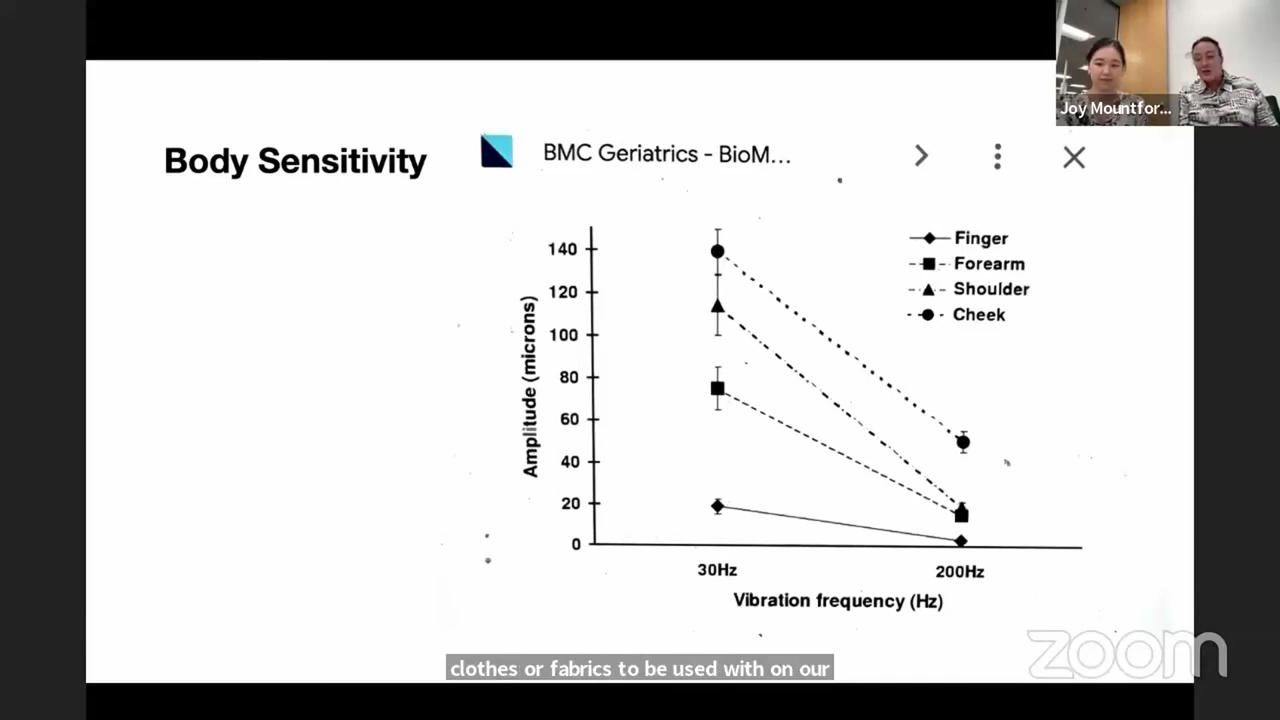 Joy Mountfor...
Body Sensitivity
BMC Geriatrics - BioM...
Finger
Forearm
Shoulder
Cheek
140
120
100
80
60
40
20
0
Amplitude (microns)
30Hz
200Hz
Vibration frequency (Hz)
clothes or fabrics to be used with on our
zoom